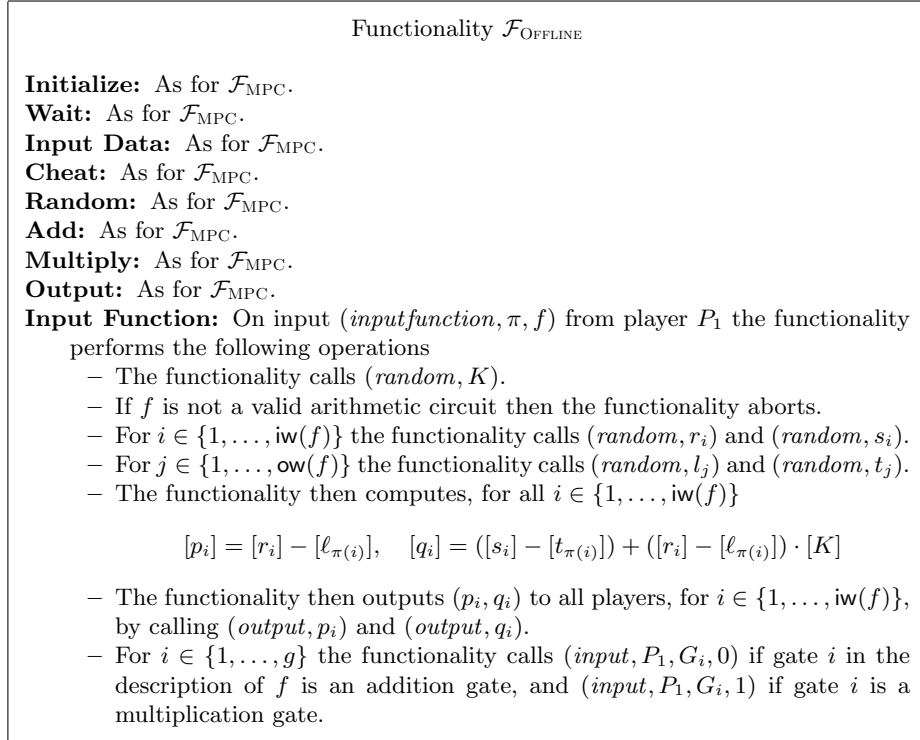 Functionality F_OFFLINE
Initialize: As for F_MPC.
Wait: As for F_MPC.
Input Data: As for F_MPC.
Cheat: As for F_MPC.
Random: As for F_MPC.
Add: As for F_MPC.
Multiply: As for F_MPC.
Output: As for F_MPC.
Input Function: On input (inputfunction, π, f) from player P₁ the functionality
performs the following operations
– The functionality calls (random, K).
– If f is not a valid arithmetic circuit then the functionality aborts.
– For i ∈ {1, . . . , iw(f)} the functionality calls (random, r_i) and (random, s_i).
– For j ∈ {1, . . . , ow(f)} the functionality calls (random, l_j) and (random, t_j).
– The functionality then computes, for all i ∈ {1, . . . , iw(f)}
[p_i] = [r_i] − [ℓ_π(i)], [q_i] = ([s_i] − [t_π(i)]) + ([r_i] − [ℓ_π(i)]) · [K]
– The functionality then outputs (p_i, q_i) to all players, for i ∈ {1, . . . , iw(f)},
by calling (output, p_i) and (output, q_i).
– For i ∈ {1, . . . , g} the functionality calls (input, P₁, G_i, 0) if gate i in the
description of f is an addition gate, and (input, P₁, G_i, 1) if gate i is a
multiplication gate.